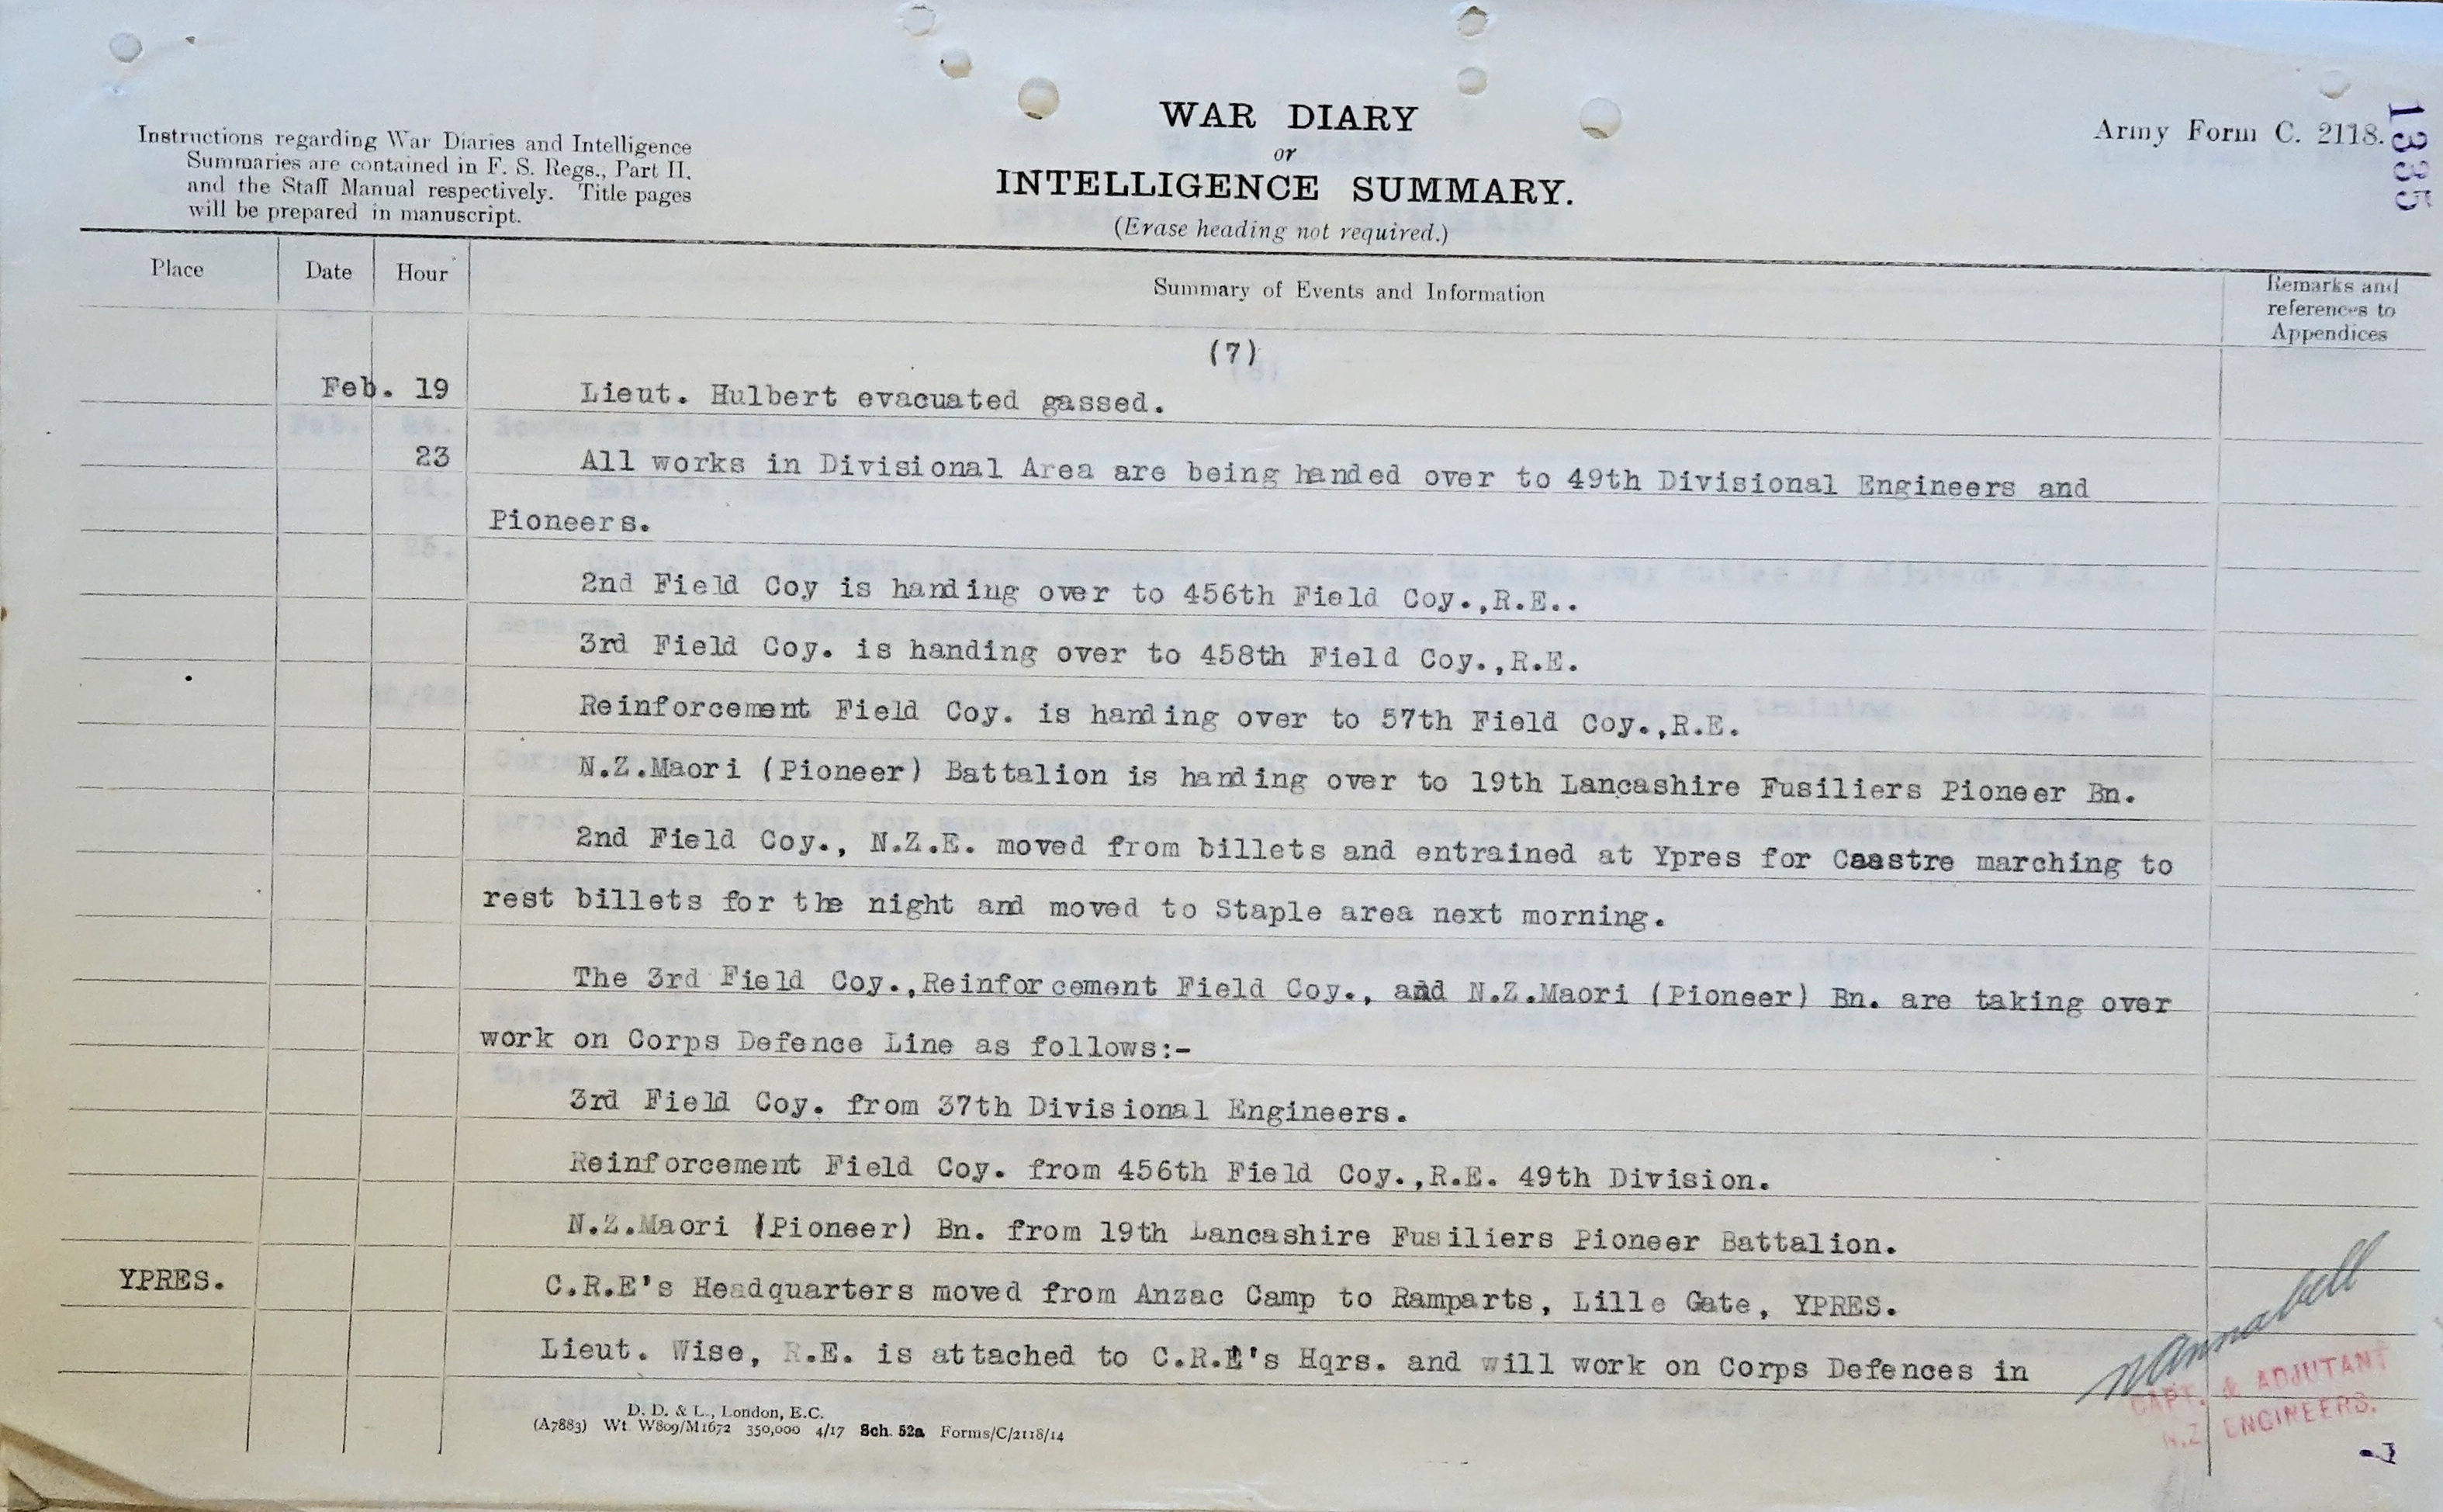 Instructions regarding War Diaries and Intelligence
Summaries are contained in F. S. Regs., Part II.
and the Staff Manual respectively. Title pages
will be prepared in manuscript.
WAR DIARY
or
INTELLIGENCE SUMMARY.
(Erase heading not required.)
Army Form C. 2118.
1335
Place Date Hour Summary of Events and Information
Remarks and
references to
Appendices
(7)
Feb. 19 Lieut. Hulbert evacuated gassed.
23 All works in Divisional Area are being handed over to 49th Divisional Engineers and
Pioneers.
2nd Field Coy is handing over to 456th Field Coy.,R.E..
3rd Field Coy. is handing over to 458th Field Coy.,R.E.
Reinforcement Field Coy. is handing over to 57th Field Coy.,R.E.
N.Z.Maori (Pioneer) Battalion is handing over to 19th Lancashire Fusiliers Pioneer Bn.
2nd Field Coy., N.Z.E. moved from billets and entrained at Ypres for Caastre marching to
rest billets for the night and moved to Staple area next morning.
The 3rd Field Coy.,Reinforcement Field Coy., and N.Z.Maori (Pioneer) Bn. are taking over
work on Corps Defence Line as follows:-
3rd Field Coy. from 37th Divisional Engineers.
Reinforcement Field Coy. from 456th Field Coy.,R.E. 49th Division.
N.Z.Maori (Pioneer) Bn. from 19th Lancashire Fusiliers Pioneer Battalion.
YPRES. C.R.E's Headquarters moved from Anzac Camp to Ramparts, Lille Gate, YPRES.
Lieut. Wise, R.E. is attached to C.R.E's Hqrs. and will work on Corps Defences in
NAnnabell
CAPT. & ADJUTANT
N.Z. ENGINEERS.
D. D. & L., London, E.C.
(A7883) Wt. W809/M1672 350,000 4/17 Sch. 52a Forms/C/2118/14
7